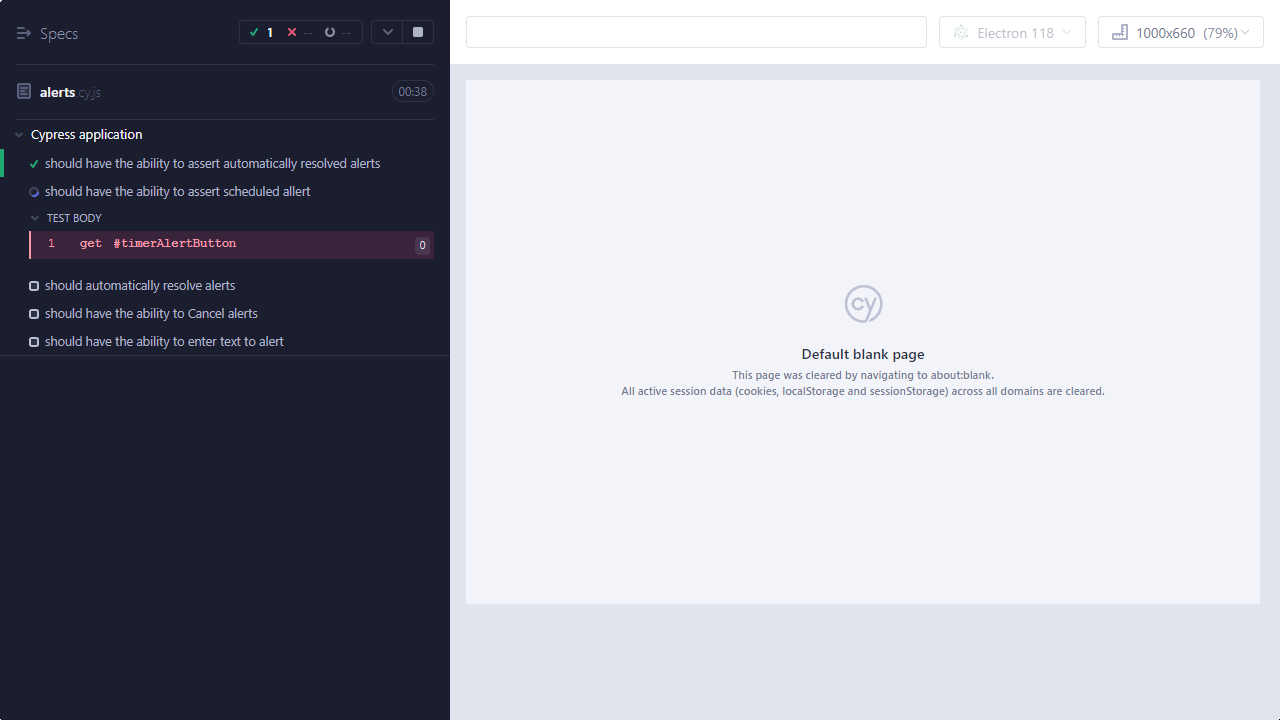 Specs
1 -- --
alerts.cy.js
00:38
Cypress application
should have the ability to assert automatically resolved alerts
should have the ability to assert scheduled allert
TEST BODY
1 get #timerAlertButton 0
should automatically resolve alerts
should have the ability to Cancel alerts
should have the ability to enter text to alert
Electron 118
1000x660 (79%)
cy
Default blank page
This page was cleared by navigating to about:blank.
All active session data (cookies, localStorage and sessionStorage) across all domains are cleared.